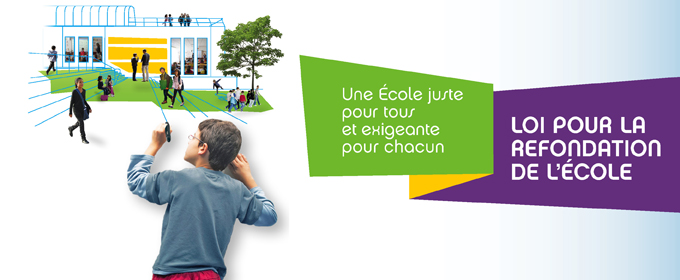 Une École juste
pour tous
et exigeante
pour chacun
LOI POUR LA
REFONDATION
DE L'ÉCOLE